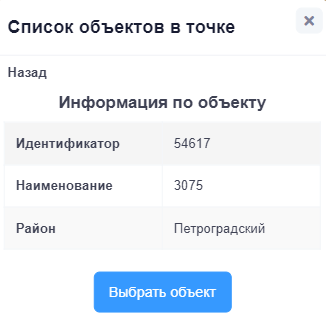 Список объектов в точке
Назад
Информация по объекту
Идентификатор 54617
Наименование 3075
Район Петроградский
Выбрать объект